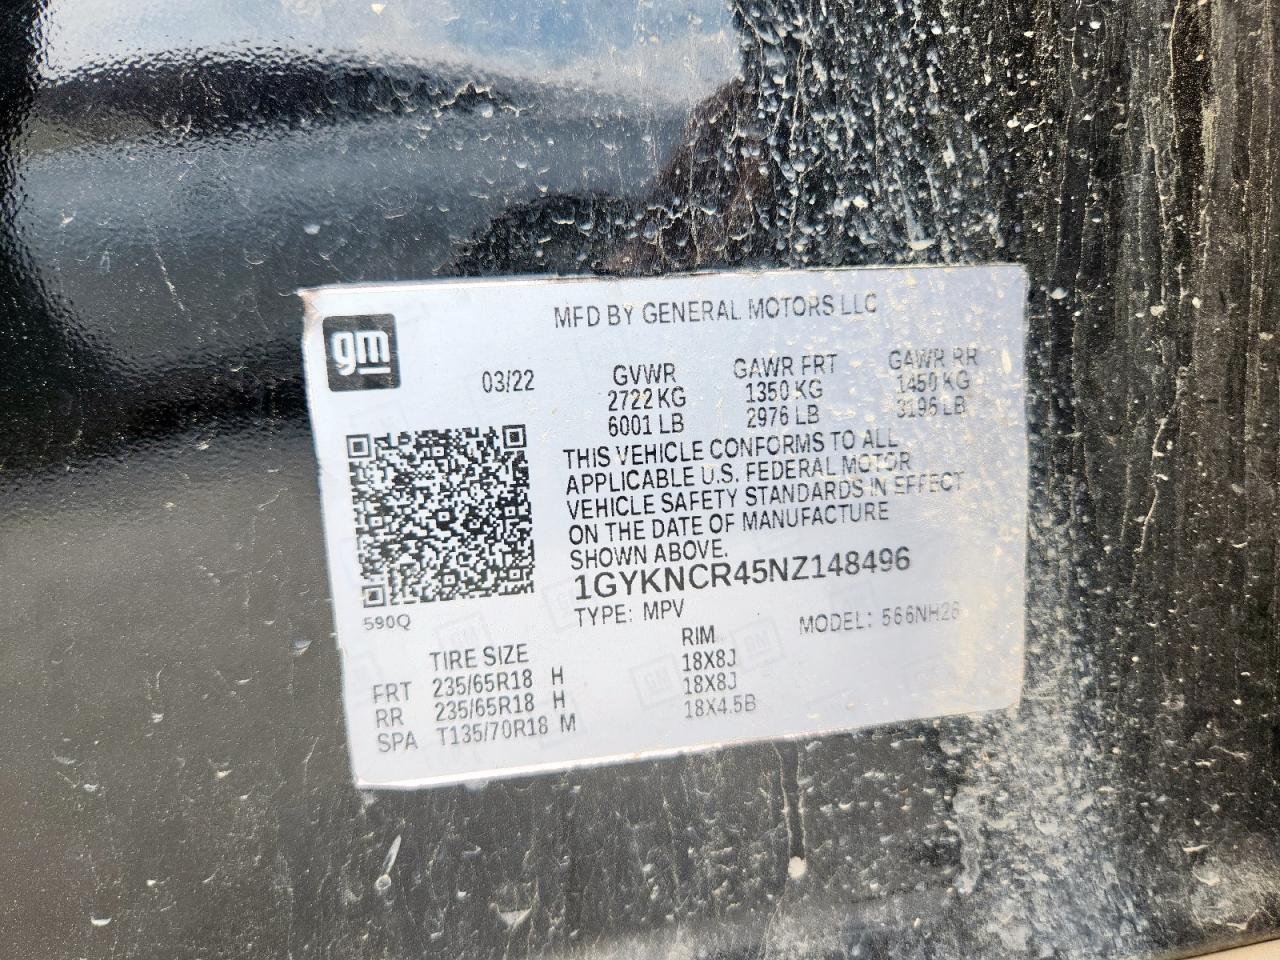 gm
MFD BY GENERAL MOTORS LLC
03/22 GVWR GAWR FRT GAWR RR
2722 KG 1350 KG 1450 KG
6001 LB 2976 LB 3196 LB
THIS VEHICLE CONFORMS TO ALL
APPLICABLE U.S. FEDERAL MOTOR
VEHICLE SAFETY STANDARDS IN EFFECT
ON THE DATE OF MANUFACTURE
SHOWN ABOVE.
1GYKNCR45NZ148496
590Q
TYPE: MPV MODEL: 566NH26
TIRE SIZE RIM
FRT 235/65R18 H 18X8J
RR 235/65R18 H 18X8J
SPA T135/70R18 M 18X4.5B